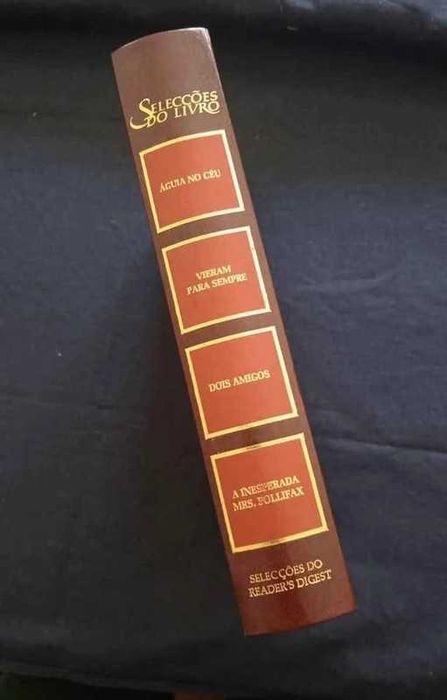 SELECÇÕES
DO LIVRO
ÁGUIA NO CÉU
VIERAM
PARA SEMPRE
DOIS AMIGOS
A INESPERADA
MRS. POLLIFAX
SELECÇÕES DO
READER'S DIGEST